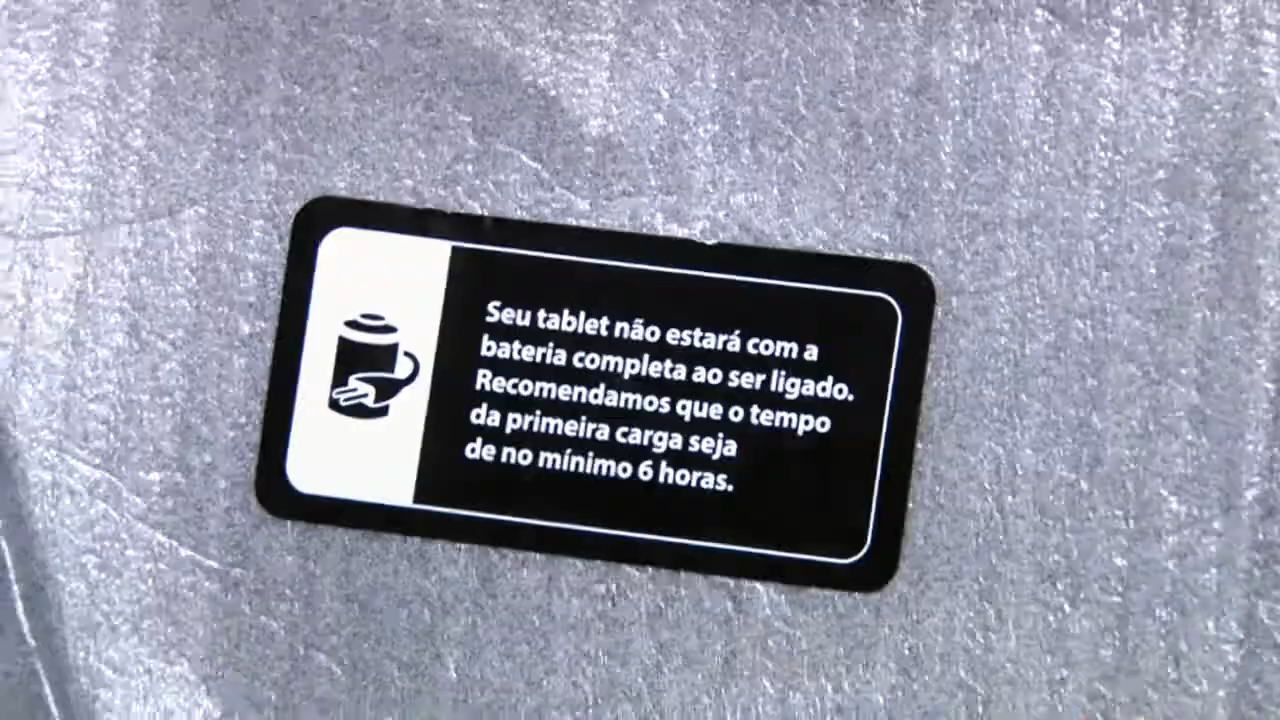 Seu tablet não estará com a
bateria completa ao ser ligado.
Recomendamos que o tempo
da primeira carga seja
de no mínimo 6 horas.